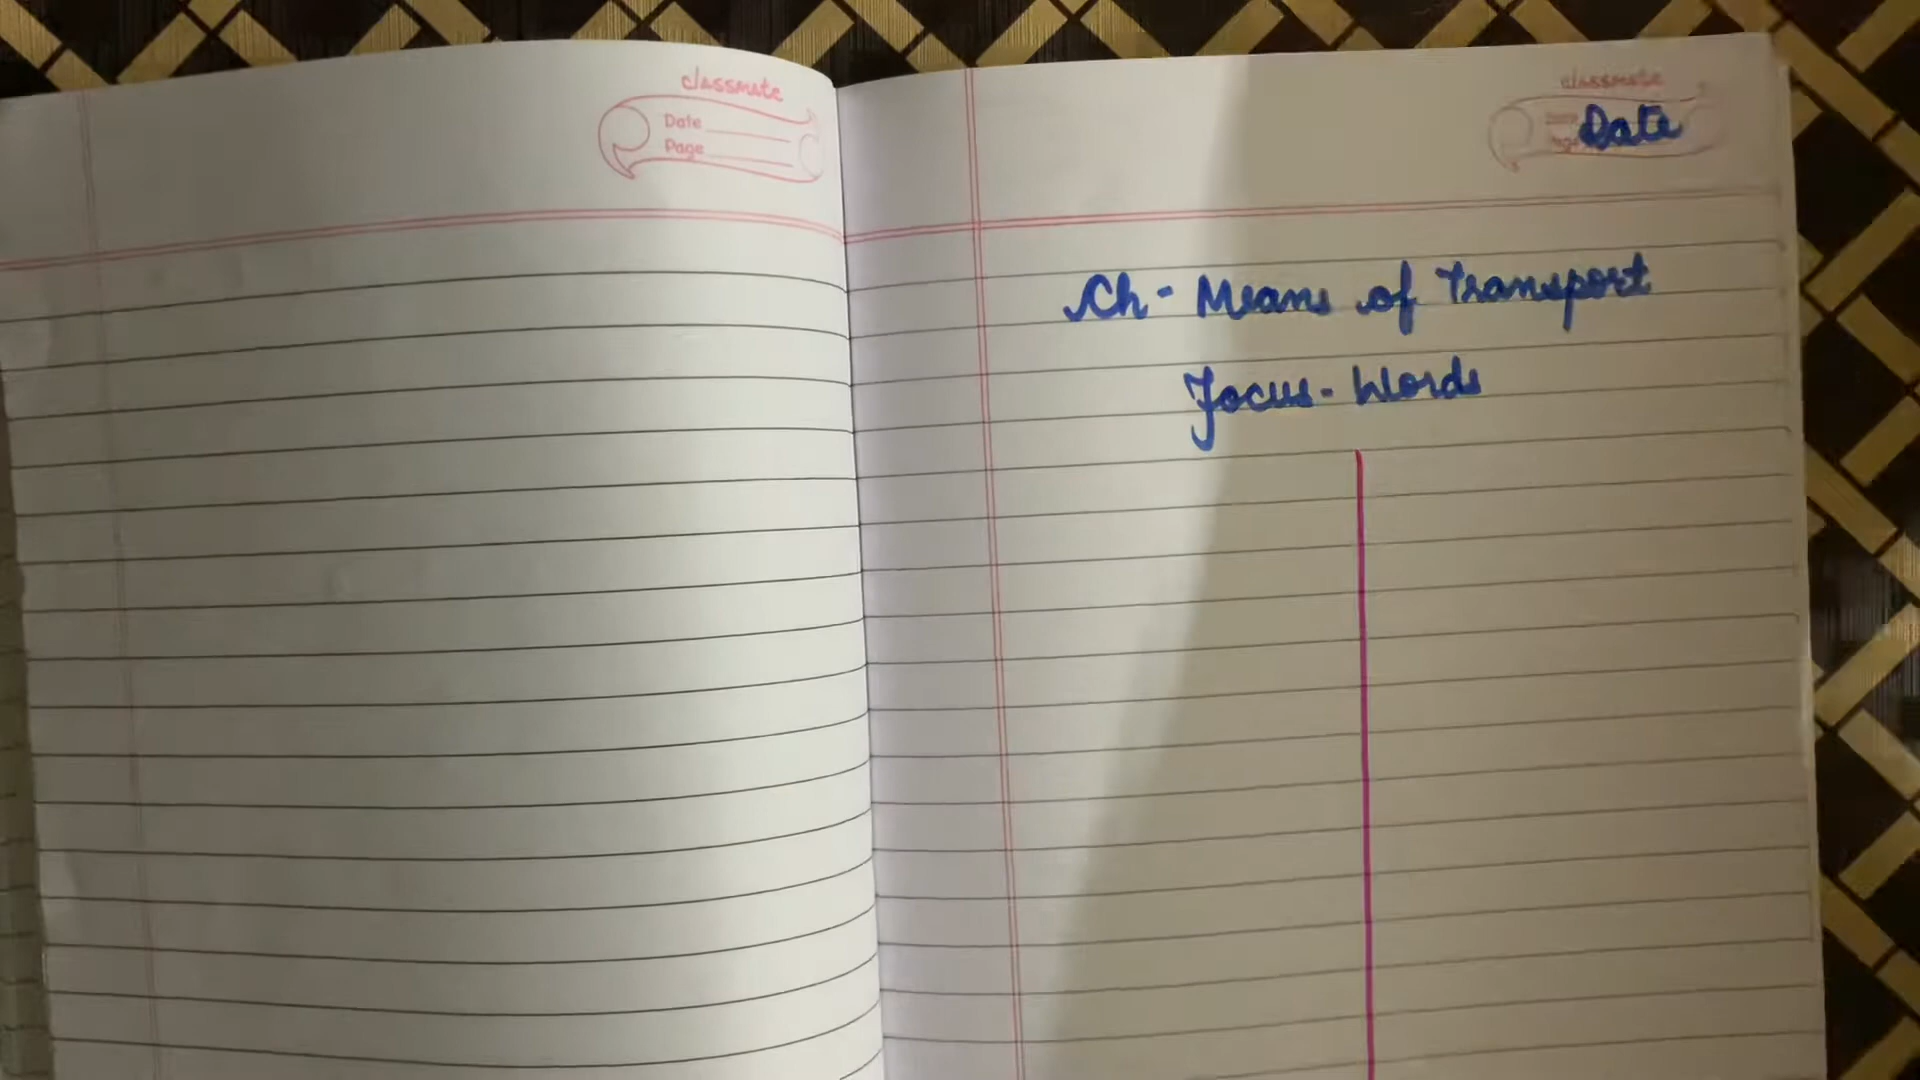 classmate
Date
Page
classmate
Date
Ch - Means of Transport
Focus - Words